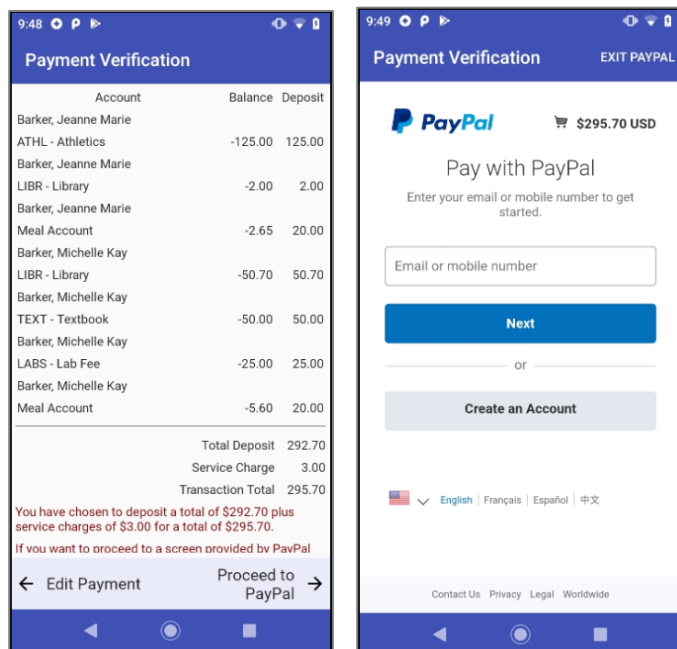 9:48
Payment Verification
Account Balance Deposit
Barker, Jeanne Marie
ATHL - Athletics -125.00 125.00
Barker, Jeanne Marie
LIBR - Library -2.00 2.00
Barker, Jeanne Marie
Meal Account -2.65 20.00
Barker, Michelle Kay
LIBR - Library -50.70 50.70
Barker, Michelle Kay
TEXT - Textbook -50.00 50.00
Barker, Michelle Kay
LABS - Lab Fee -25.00 25.00
Barker, Michelle Kay
Meal Account -5.60 20.00
Total Deposit 292.70
Service Charge 3.00
Transaction Total 295.70
You have chosen to deposit a total of $292.70 plus
service charges of $3.00 for a total of $295.70.
If you want to proceed to a screen provided by PayPal
Edit Payment
Proceed to
PayPal
9:49
Payment Verification EXIT PAYPAL
PayPal $295.70 USD
Pay with PayPal
Enter your email or mobile number to get
started.
Email or mobile number
Next
or
Create an Account
English | Français | Español | 中文
Contact Us Privacy Legal Worldwide